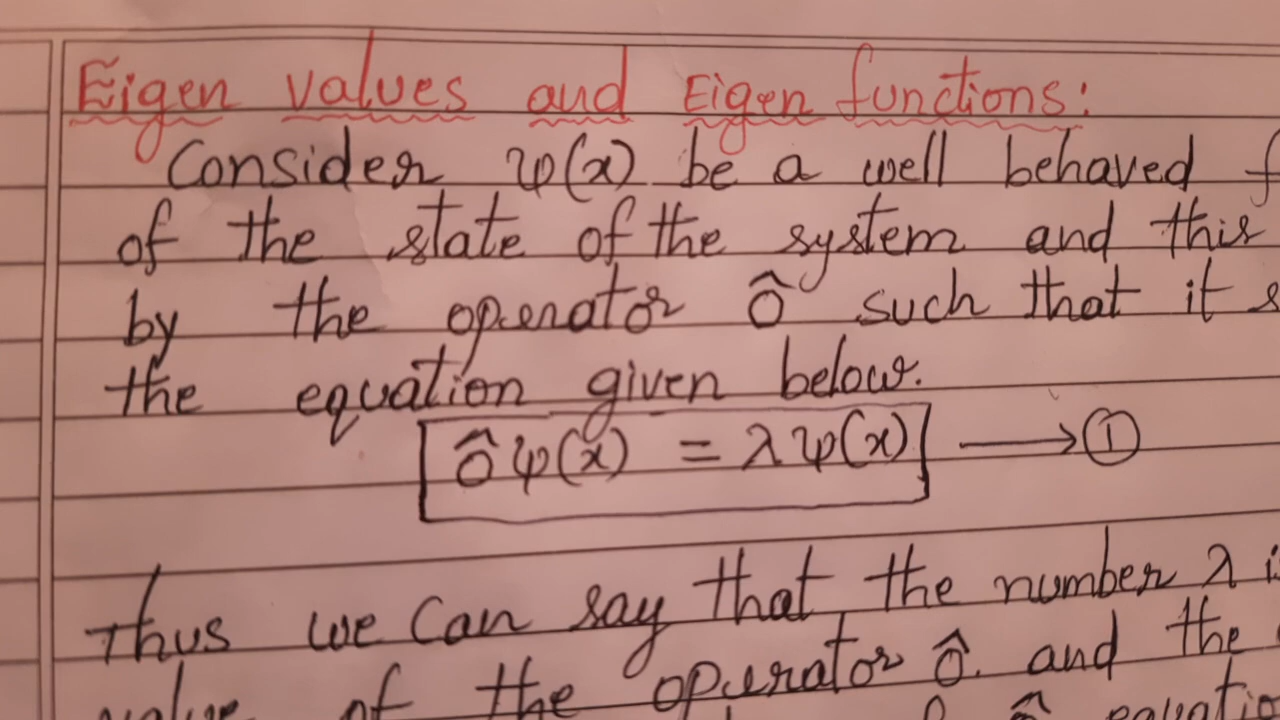 Eigen values and Eigen functions:
Consider ψ(x) be a well behaved
of the state of the system and this
by the operator ô such that it
the equation given below.
ô ψ(x) = λ ψ(x) ⟶ ①
Thus we can say that the number λ
value of the operator ô. and the
ô equatio